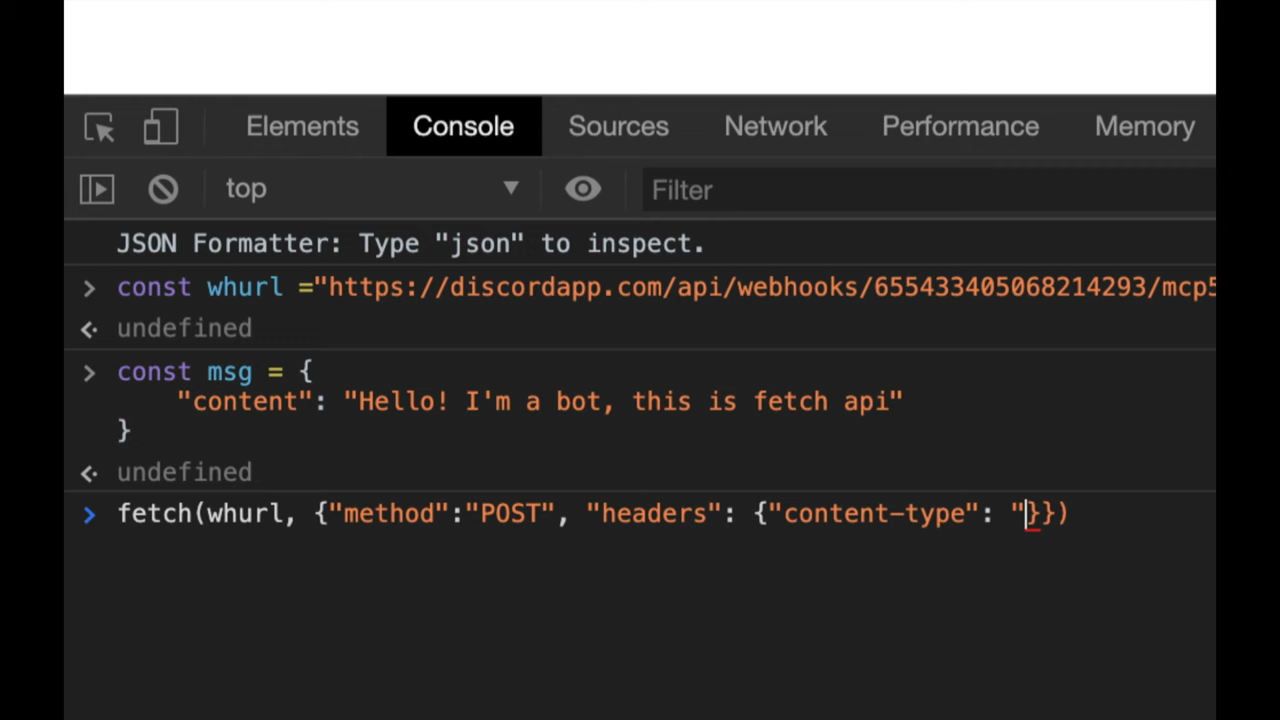 Elements Console Sources Network Performance Memory
top Filter
JSON Formatter: Type "json" to inspect.
> const whurl ="https://discordapp.com/api/webhooks/655433405068214293/mcp5
undefined
> const msg = {
"content": "Hello! I'm a bot, this is fetch api"
}
undefined
> fetch(whurl, {"method":"POST", "headers": {"content-type": "}})